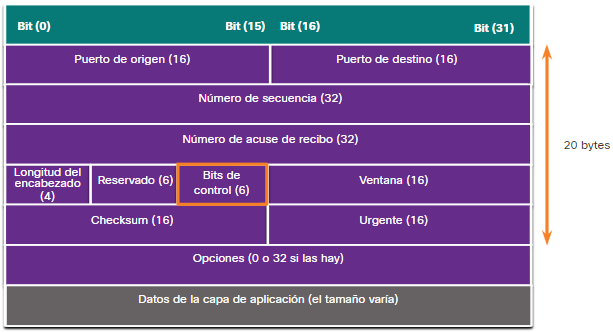 Bit (0) Bit (15) Bit (16) Bit (31)
Puerto de origen (16) Puerto de destino (16)
Número de secuencia (32)
Número de acuse de recibo (32)
20 bytes
Longitud del
encabezado
(4)
Reservado (6)
Bits de
control (6)
Ventana (16)
Checksum (16) Urgente (16)
Opciones (0 o 32 si las hay)
Datos de la capa de aplicación (el tamaño varía)